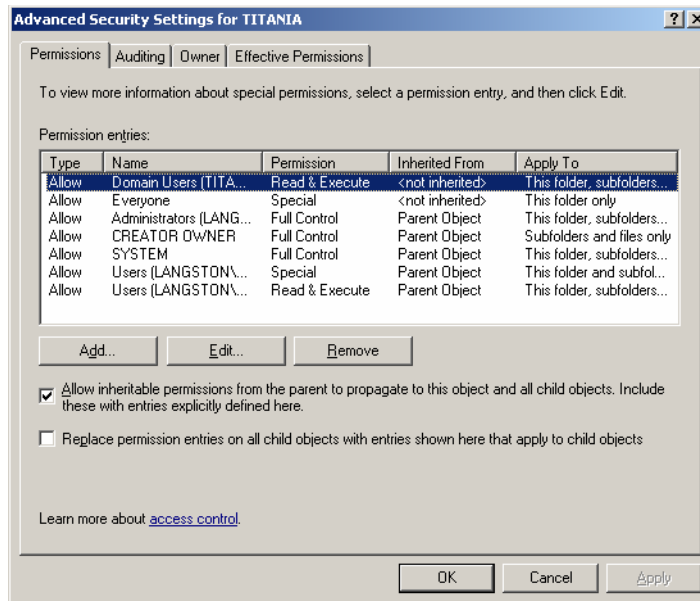 Advanced Security Settings for TITANIA
Permissions Auditing Owner Effective Permissions
To view more information about special permissions, select a permission entry, and then click Edit.
Permission entries:
Type Name Permission Inherited From Apply To
Allow Domain Users (TITA... Read & Execute <not inherited> This folder, subfolders...
Allow Everyone Special <not inherited> This folder only
Allow Administrators (LANG... Full Control Parent Object This folder, subfolders...
Allow CREATOR OWNER Full Control Parent Object Subfolders and files only
Allow SYSTEM Full Control Parent Object This folder, subfolders...
Allow Users (LANGSTON\... Special Parent Object This folder and subfol...
Allow Users (LANGSTON\... Read & Execute Parent Object This folder, subfolders...
Add... Edit... Remove
Allow inheritable permissions from the parent to propagate to this object and all child objects. Include
these with entries explicitly defined here.
Replace permission entries on all child objects with entries shown here that apply to child objects
Learn more about access control.
OK Cancel Apply